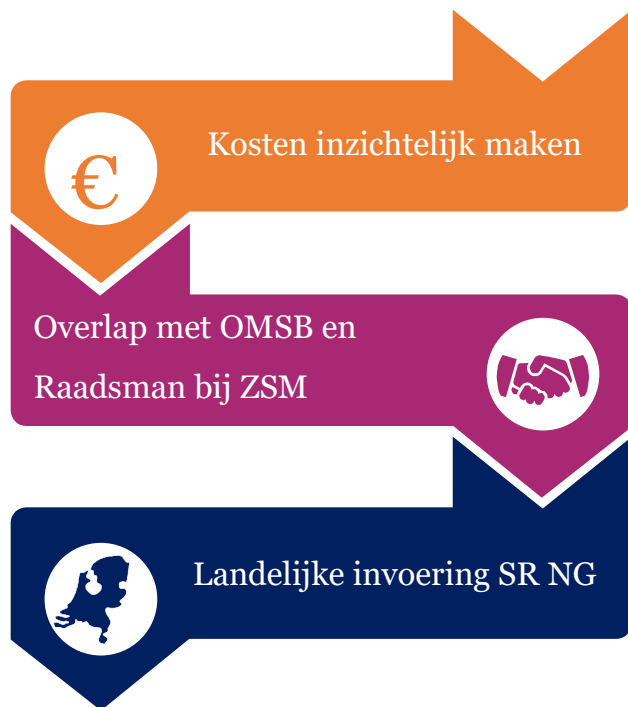 €
Kosten inzichtelijk maken
Overlap met OMSB en
Raadsman bij ZSM
Landelijke invoering SR NG